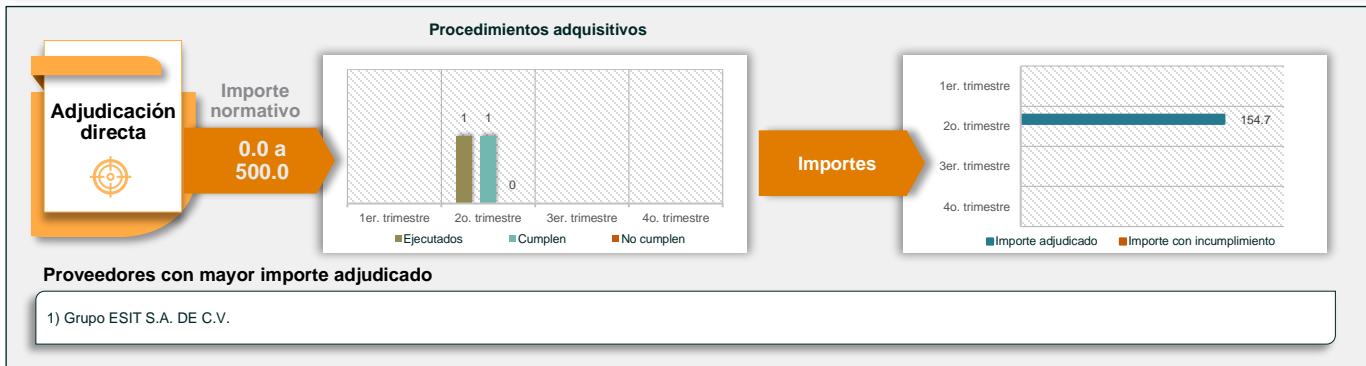 Procedimientos adquisitivos
Adjudicación
directa
Importe
normativo
0.0 a
500.0
1 1
0
1er. trimestre 2o. trimestre 3er. trimestre 4o. trimestre
Ejecutados Cumplen No cumplen
Importes
1er. trimestre
2o. trimestre 154.7
3er. trimestre
4o. trimestre
Importe adjudicado Importe con incumplimiento
Proveedores con mayor importe adjudicado
1) Grupo ESIT S.A. DE C.V.